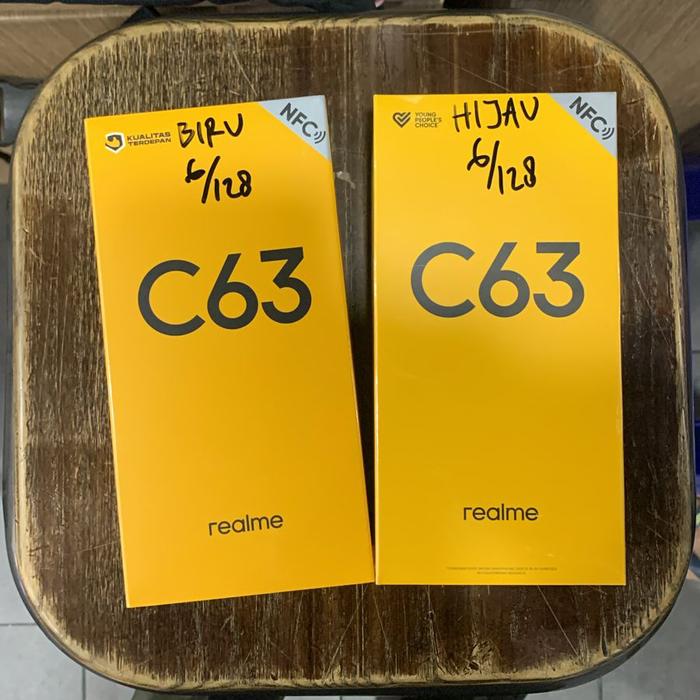 KUALITAS
TERDEPAN
BIRU
6/128
NFC
C63
realme
YOUNG
PEOPLE'S
CHOICE
HIJAU
6/128
NFC
C63
realme